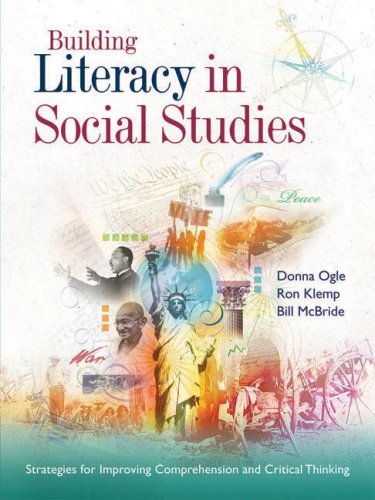 Building
Literacy in
Social Studies
We the People
Peace
VOTE
Donna Ogle
Ron Klemp
Bill McBride
War
Strategies for Improving Comprehension and Critical Thinking